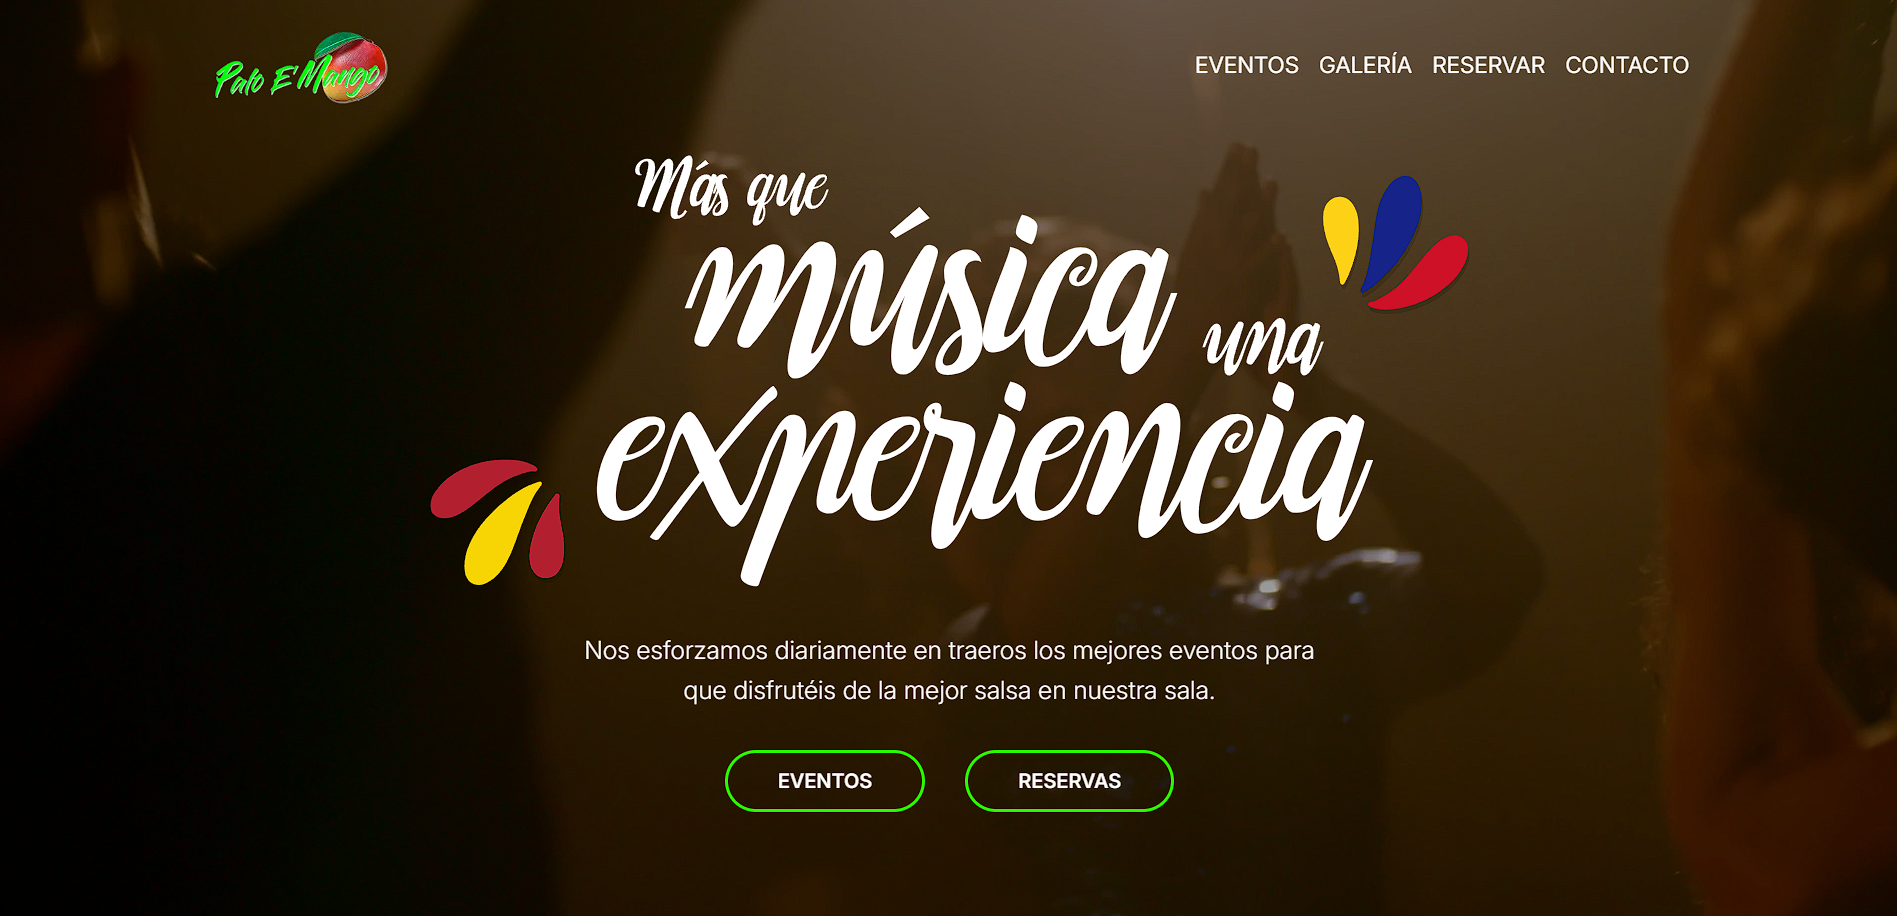 Palo E'Mango
EVENTOS GALERÍA RESERVAR CONTACTO
Más que
música una
experiencia
Nos esforzamos diariamente en traeros los mejores eventos para
que disfrutéis de la mejor salsa en nuestra sala.
EVENTOS RESERVAS